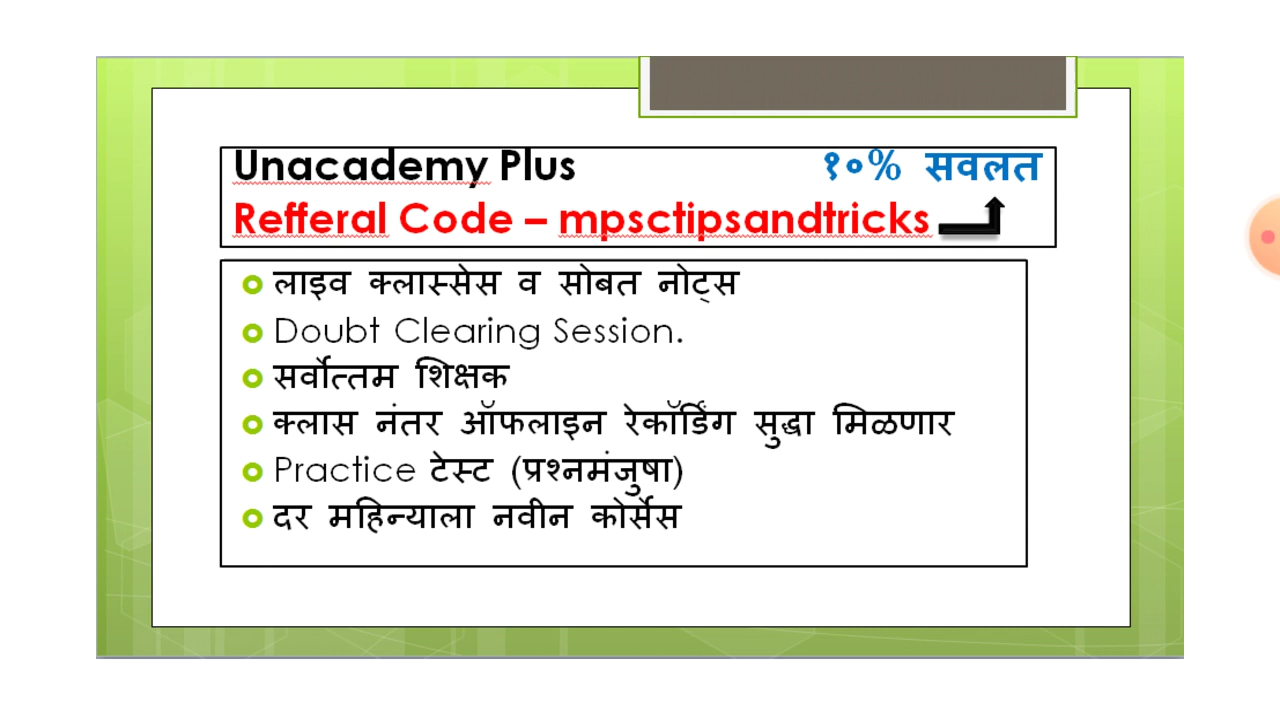 Unacademy Plus १०% सवलत
Refferal Code – mpsctipsandtricks
लाइव क्लास्सेस व सोबत नोट्स
Doubt Clearing Session.
सर्वोत्तम शिक्षक
क्लास नंतर ऑफलाइन रेकॉर्डिंग सुद्धा मिळणार
Practice टेस्ट (प्रश्नमंजुषा)
दर महिन्याला नवीन कोर्सेस